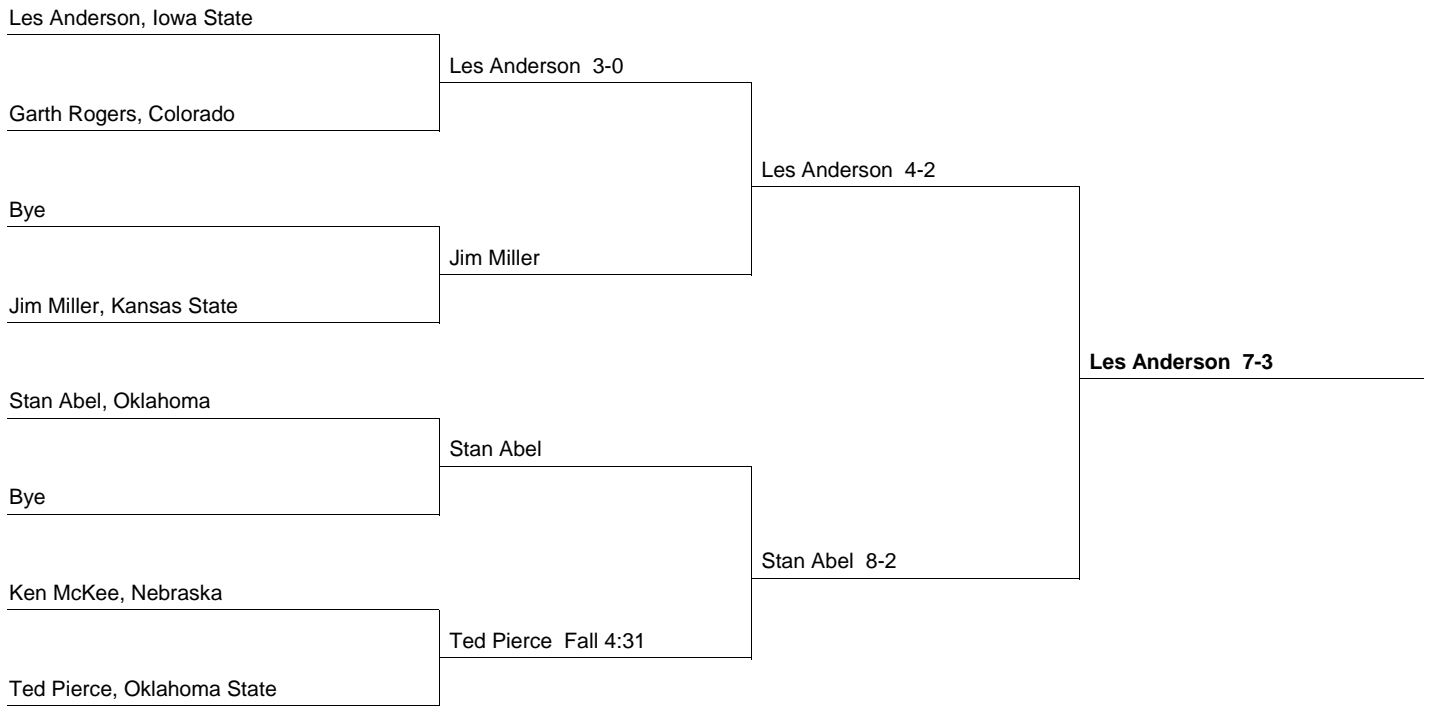 Les Anderson, Iowa State
Les Anderson 3-0
Garth Rogers, Colorado
Les Anderson 4-2
Bye
Jim Miller
Jim Miller, Kansas State
Les Anderson 7-3
Stan Abel, Oklahoma
Stan Abel
Bye
Stan Abel 8-2
Ken McKee, Nebraska
Ted Pierce Fall 4:31
Ted Pierce, Oklahoma State